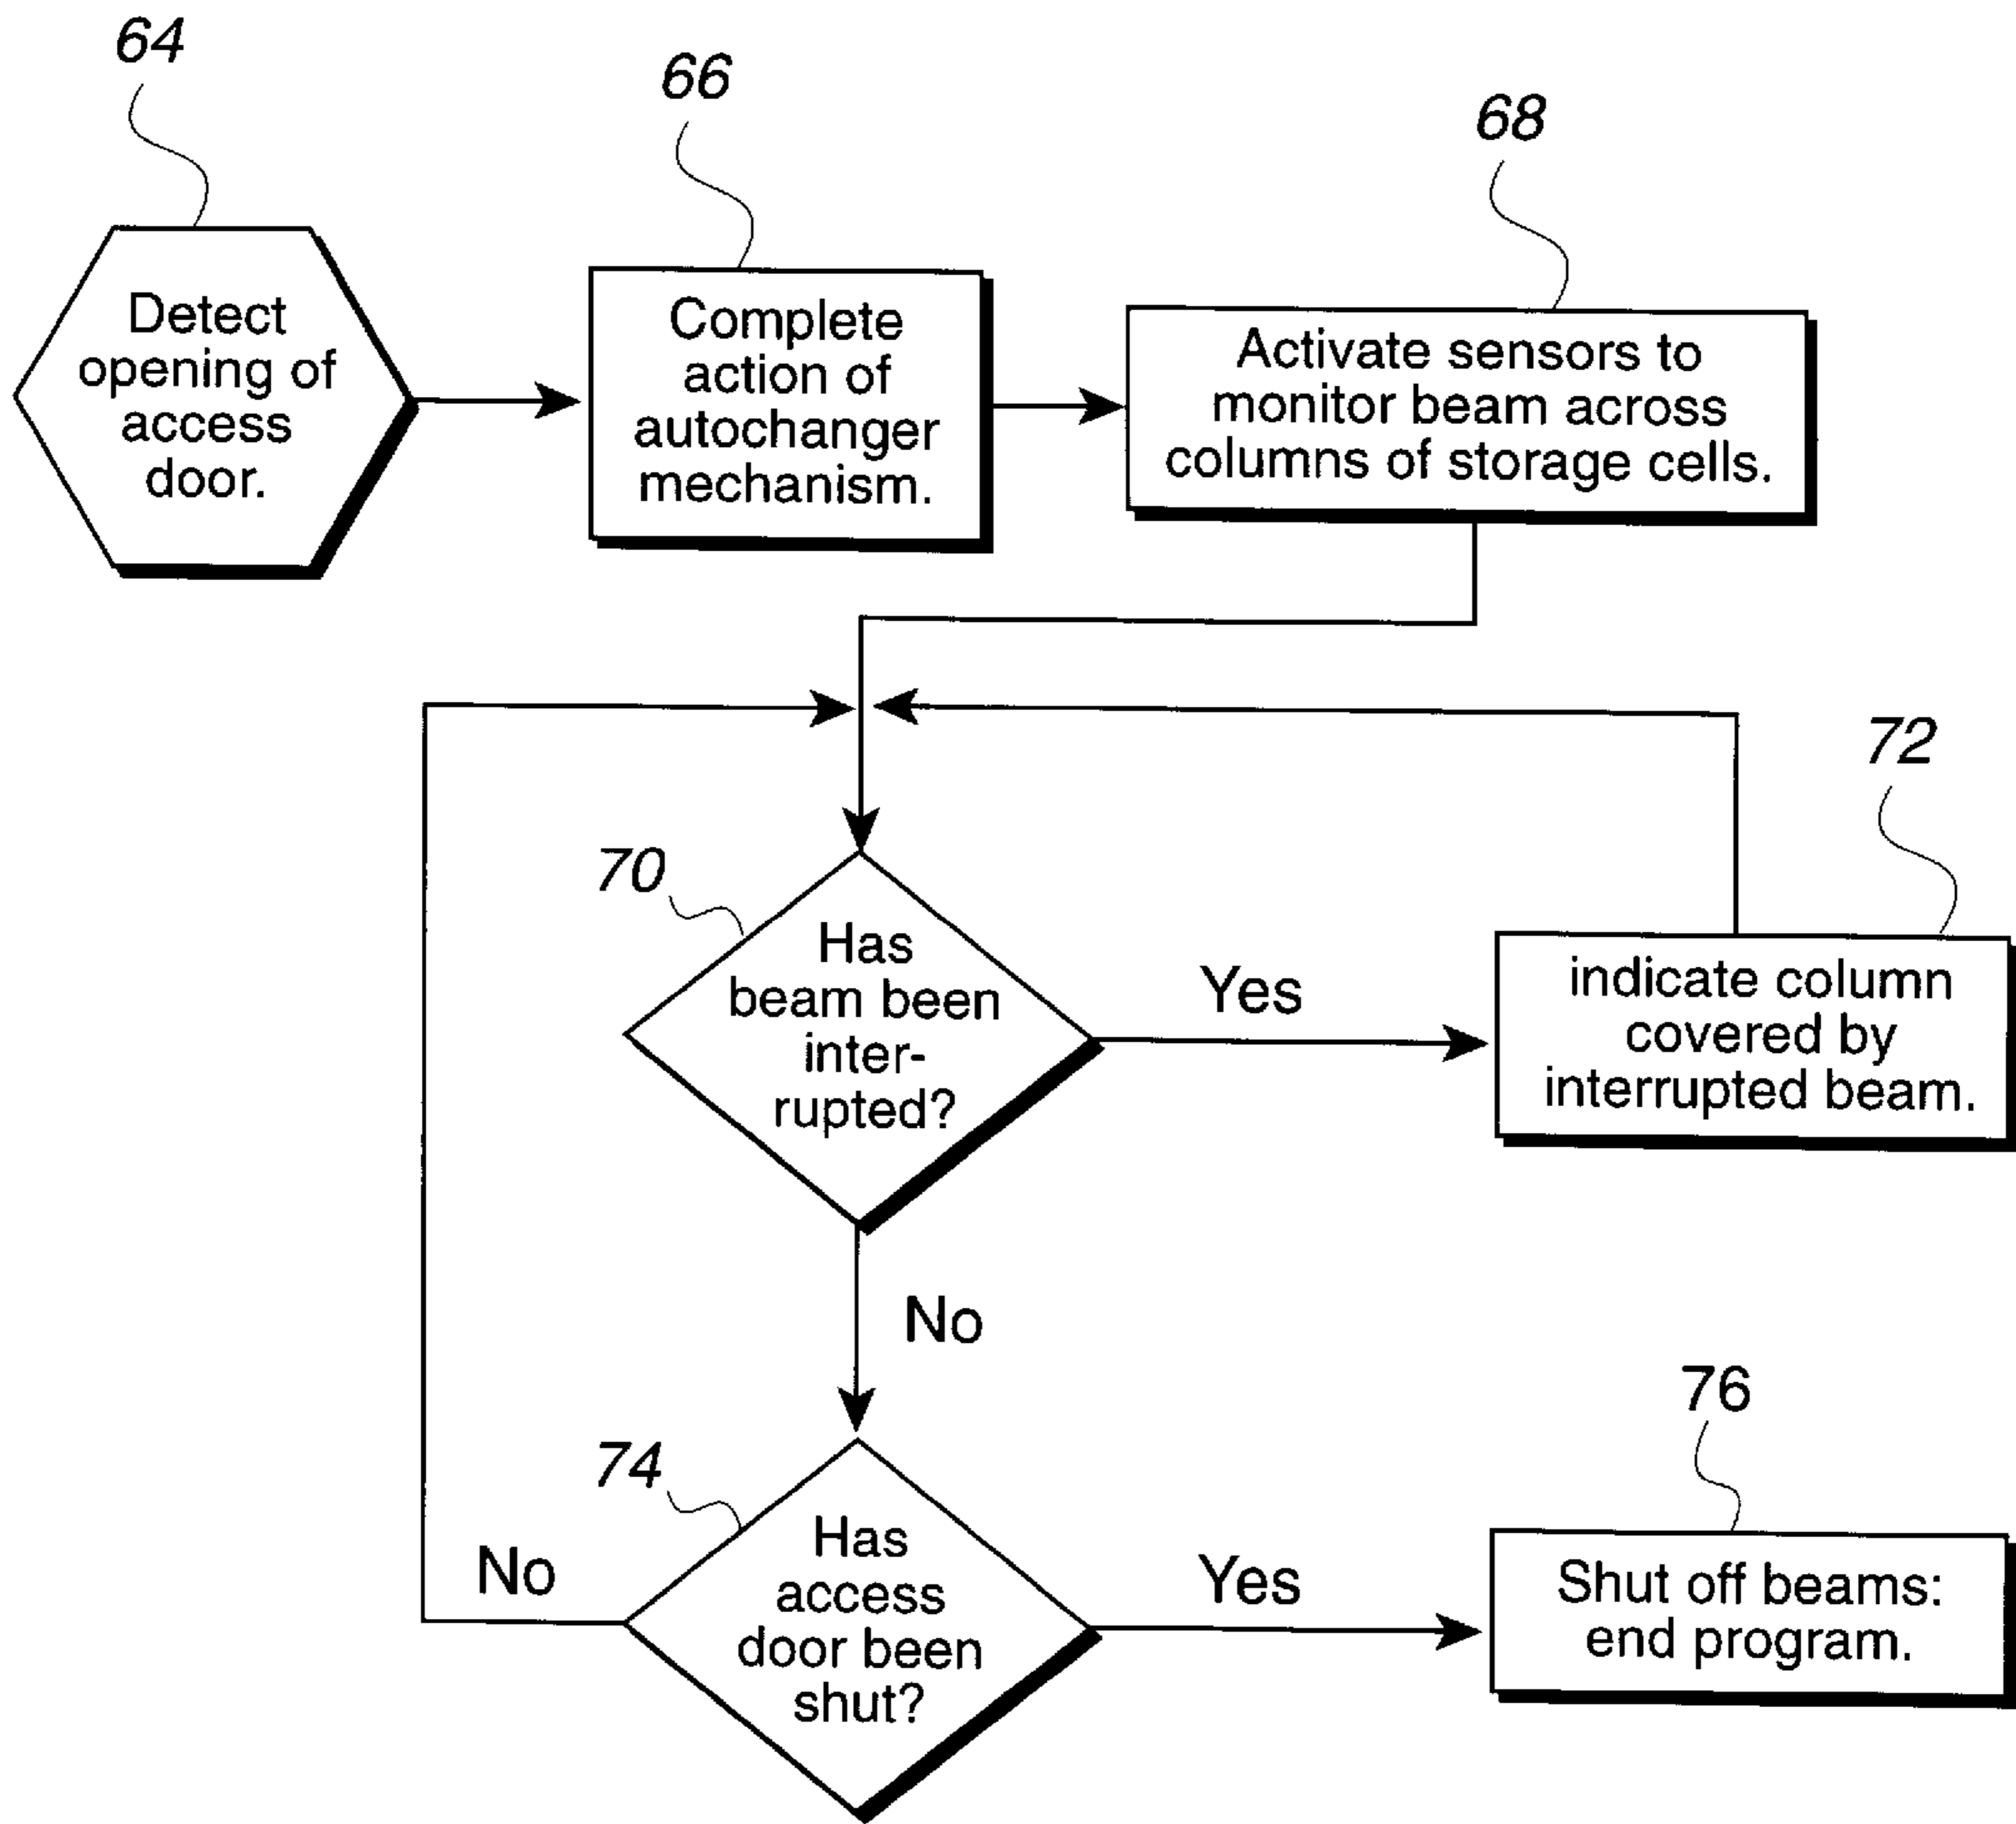 64
Detect
opening of
access
door.
66
Complete
action of
autochanger
mechanism.
68
Activate sensors to
monitor beam across
columns of storage cells.
70
Has
beam been
inter-
rupted?
Yes
72
indicate column
covered by
interrupted beam.
No
74
Has
access
door been
shut?
No
Yes
76
Shut off beams:
end program.